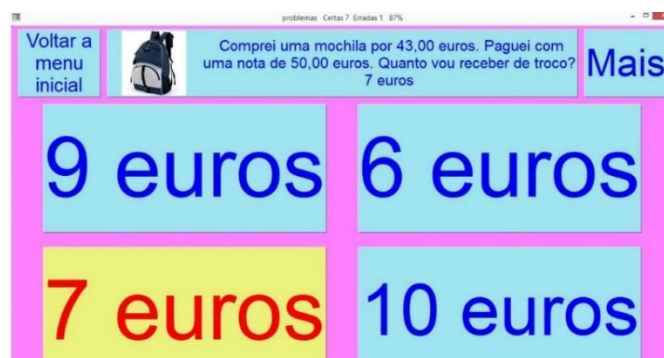 problemas Certas 7 Erradas 1 87%
Voltar a
menu
inicial
Comprei uma mochila por 43,00 euros. Paguei com
uma nota de 50,00 euros. Quanto vou receber de troco?
7 euros
Mais
9 euros
6 euros
7 euros
10 euros